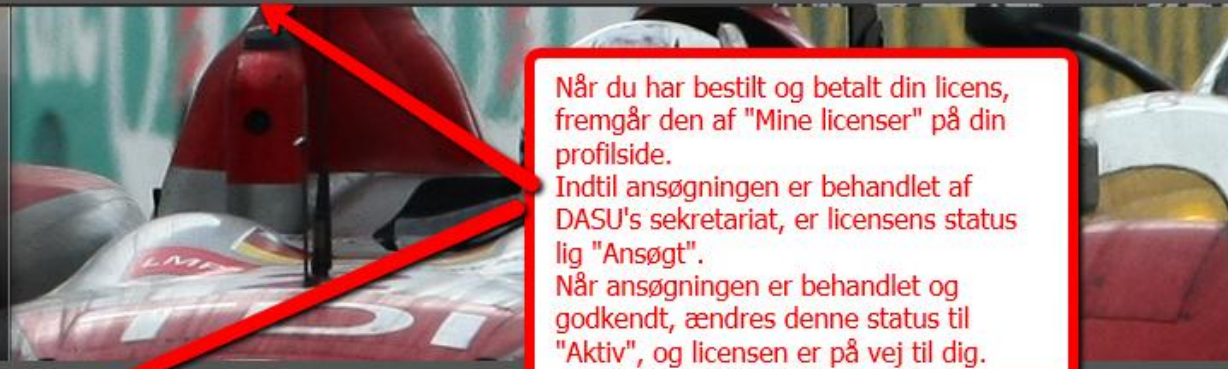 Når du har bestilt og betalt din licens,
fremgår den af "Mine licenser" på din
profilside.
Indtil ansøgningen er behandlet af
DASU's sekretariat, er licensens status
lig "Ansøgt".
Når ansøgningen er behandlet og
godkendt, ændres denne status til
"Aktiv", og licensen er på vej til dig.
TDI